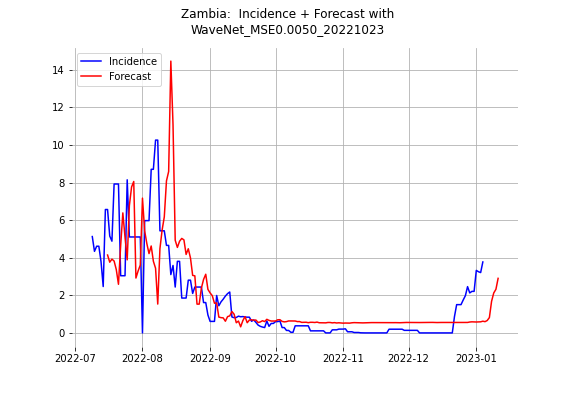 Zambia:  Incidence + Forecast with
WaveNet_MSE0.0050_20221023
Incidence
Forecast
14
12
10
8
6
4
2
0
2022-07 2022-08 2022-09 2022-10 2022-11 2022-12 2023-01